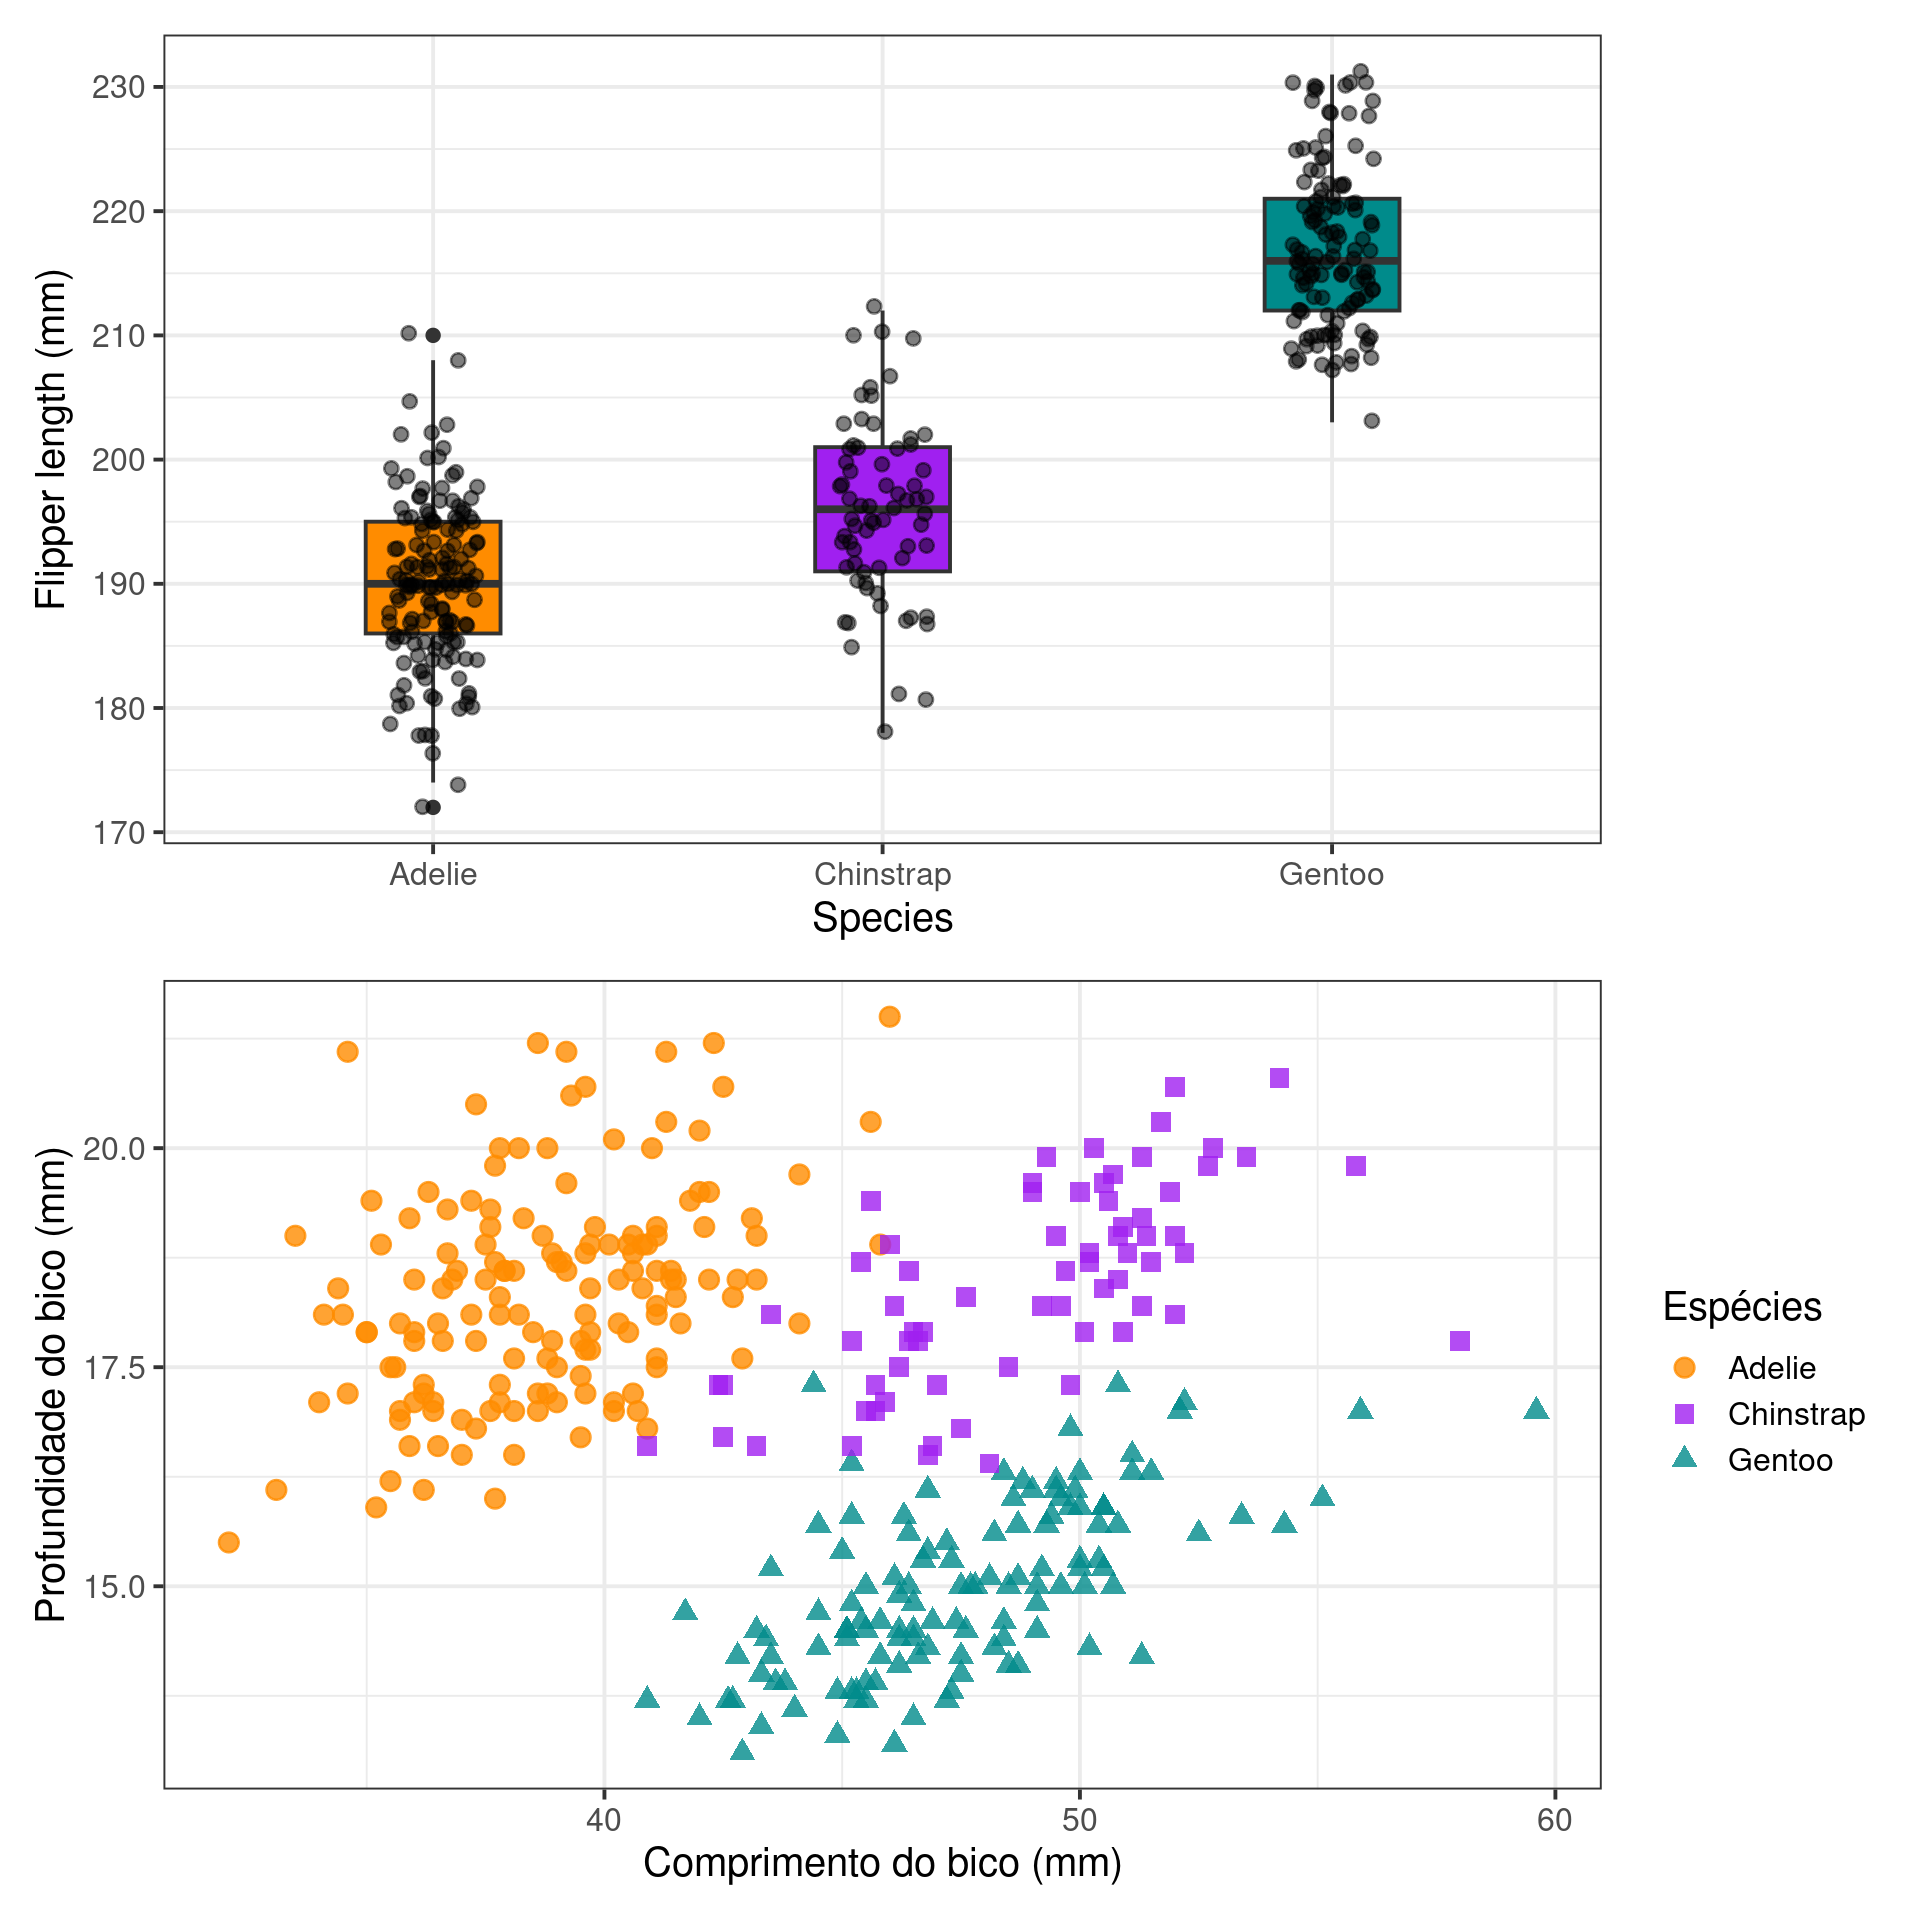 Flipper length (mm)
230
220
210
200
190
180
170
Adelie
Chinstrap
Gentoo
Species
Profundidade do bico (mm)
20.0
17.5
15.0
40
50
60
Comprimento do bico (mm)
Espécies
Adelie
Chinstrap
Gentoo